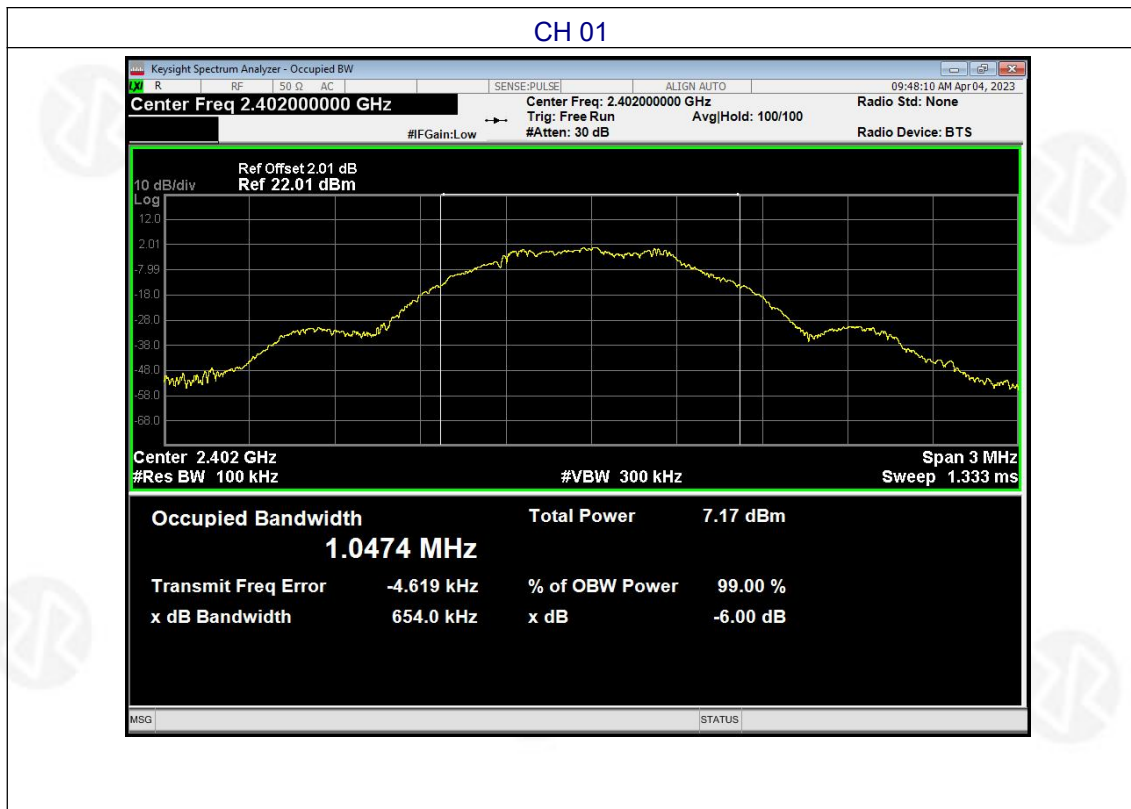 CH 01
Keysight Spectrum Analyzer - Occupied BW
LXI R RF 50 Ω AC SENSE:PULSE ALIGN AUTO 09:48:10 AM Apr 04, 2023
Center Freq 2.402000000 GHz Center Freq: 2.402000000 GHz Radio Std: None
Trig: Free Run Avg|Hold: 100/100
#IFGain:Low #Atten: 30 dB Radio Device: BTS
Ref Offset 2.01 dB
10 dB/div Ref 22.01 dBm
Log
12.0
2.01
-7.99
-18.0
-28.0
-38.0
-48.0
-58.0
-68.0
Center 2.402 GHz Span 3 MHz
#Res BW 100 kHz #VBW 300 kHz Sweep 1.333 ms
Occupied Bandwidth Total Power 7.17 dBm
1.0474 MHz
Transmit Freq Error -4.619 kHz % of OBW Power 99.00 %
x dB Bandwidth 654.0 kHz x dB -6.00 dB
MSG STATUS